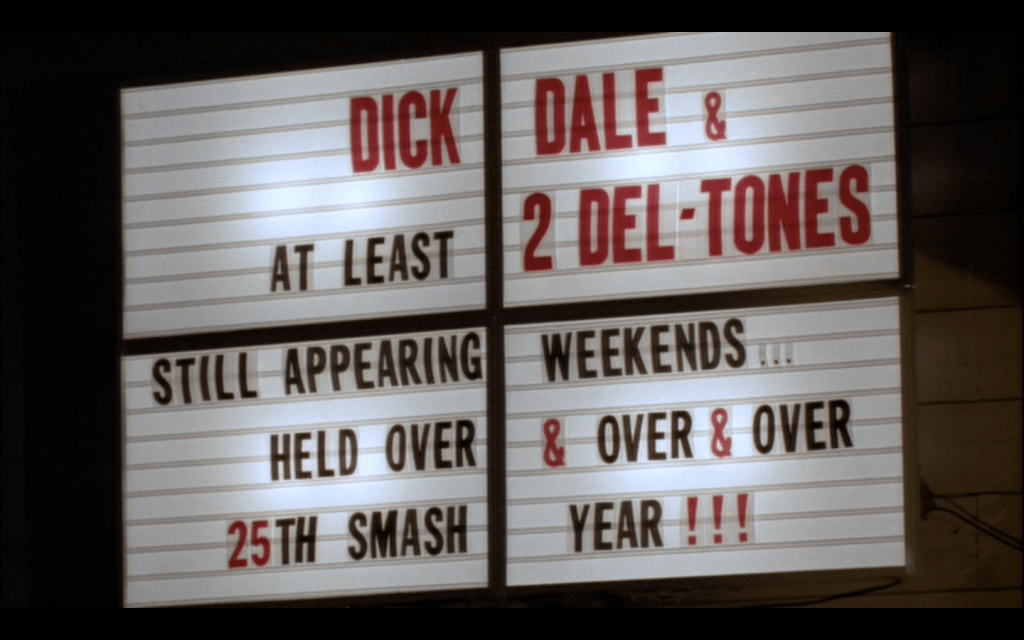 DICK DALE &
AT LEAST 2 DEL-TONES
STILL APPEARING WEEKENDS...
HELD OVER & OVER & OVER
25TH SMASH YEAR !!!